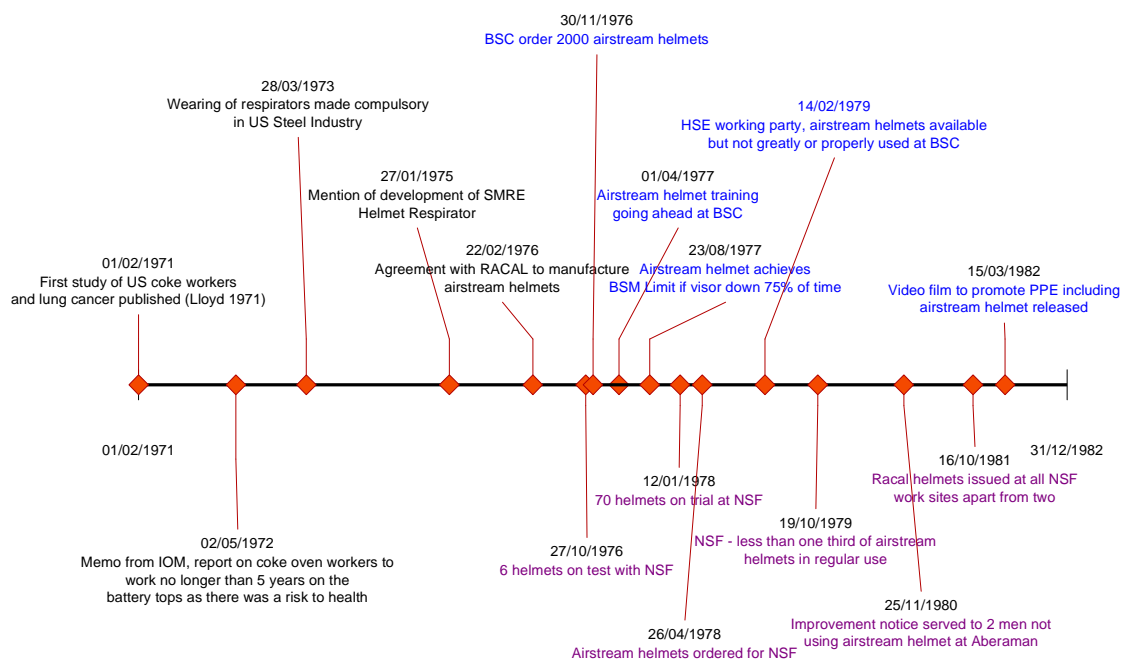 30/11/1976
BSC order 2000 airstream helmets
28/03/1973
Wearing of respirators made compulsory
in US Steel Industry
14/02/1979
HSE working party, airstream helmets available
but not greatly or properly used at BSC
27/01/1975
Mention of development of SMRE
Helmet Respirator
01/04/1977
Airstream helmet training
going ahead at BSC
22/02/1976
Agreement with RACAL to manufacture
airstream helmets
23/08/1977
Airstream helmet achieves
BSM Limit if visor down 75% of time
01/02/1971
First study of US coke workers
and lung cancer published (Lloyd 1971)
15/03/1982
Video film to promote PPE including
airstream helmet released
01/02/1971
31/12/1982
16/10/1981
Racal helmets issued at all NSF
work sites apart from two
12/01/1978
70 helmets on trial at NSF
19/10/1979
NSF - less than one third of airstream
helmets in regular use
02/05/1972
Memo from IOM, report on coke oven workers to
work no longer than 5 years on the
battery tops as there was a risk to health
27/10/1976
6 helmets on test with NSF
25/11/1980
Improvement notice served to 2 men not
using airstream helmet at Aberaman
26/04/1978
Airstream helmets ordered for NSF